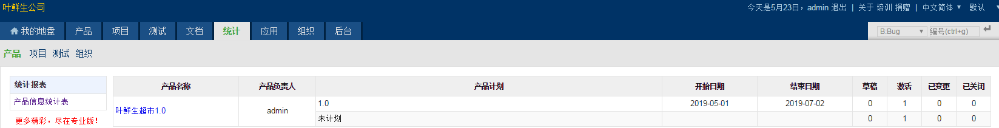 叶鲜生公司
今天是5月23日，admin 退出 | 关于 培训 捐赠 | 中文简体 ▼ 默认
我的地盘 产品 项目 测试 文档 统计 应用 组织 后台
B:Bug ▼ 编号(ctrl+g)
产品 项目 测试 组织
统计报表
产品信息统计表
更多精彩，尽在专业版！
产品名称 产品负责人 产品计划 开始日期 结束日期 草稿 激活 已变更 已关闭
叶鲜生超市1.0 admin 1.0 2019-05-01 2019-07-02 0 1 0 0
未计划 0 1 0 0